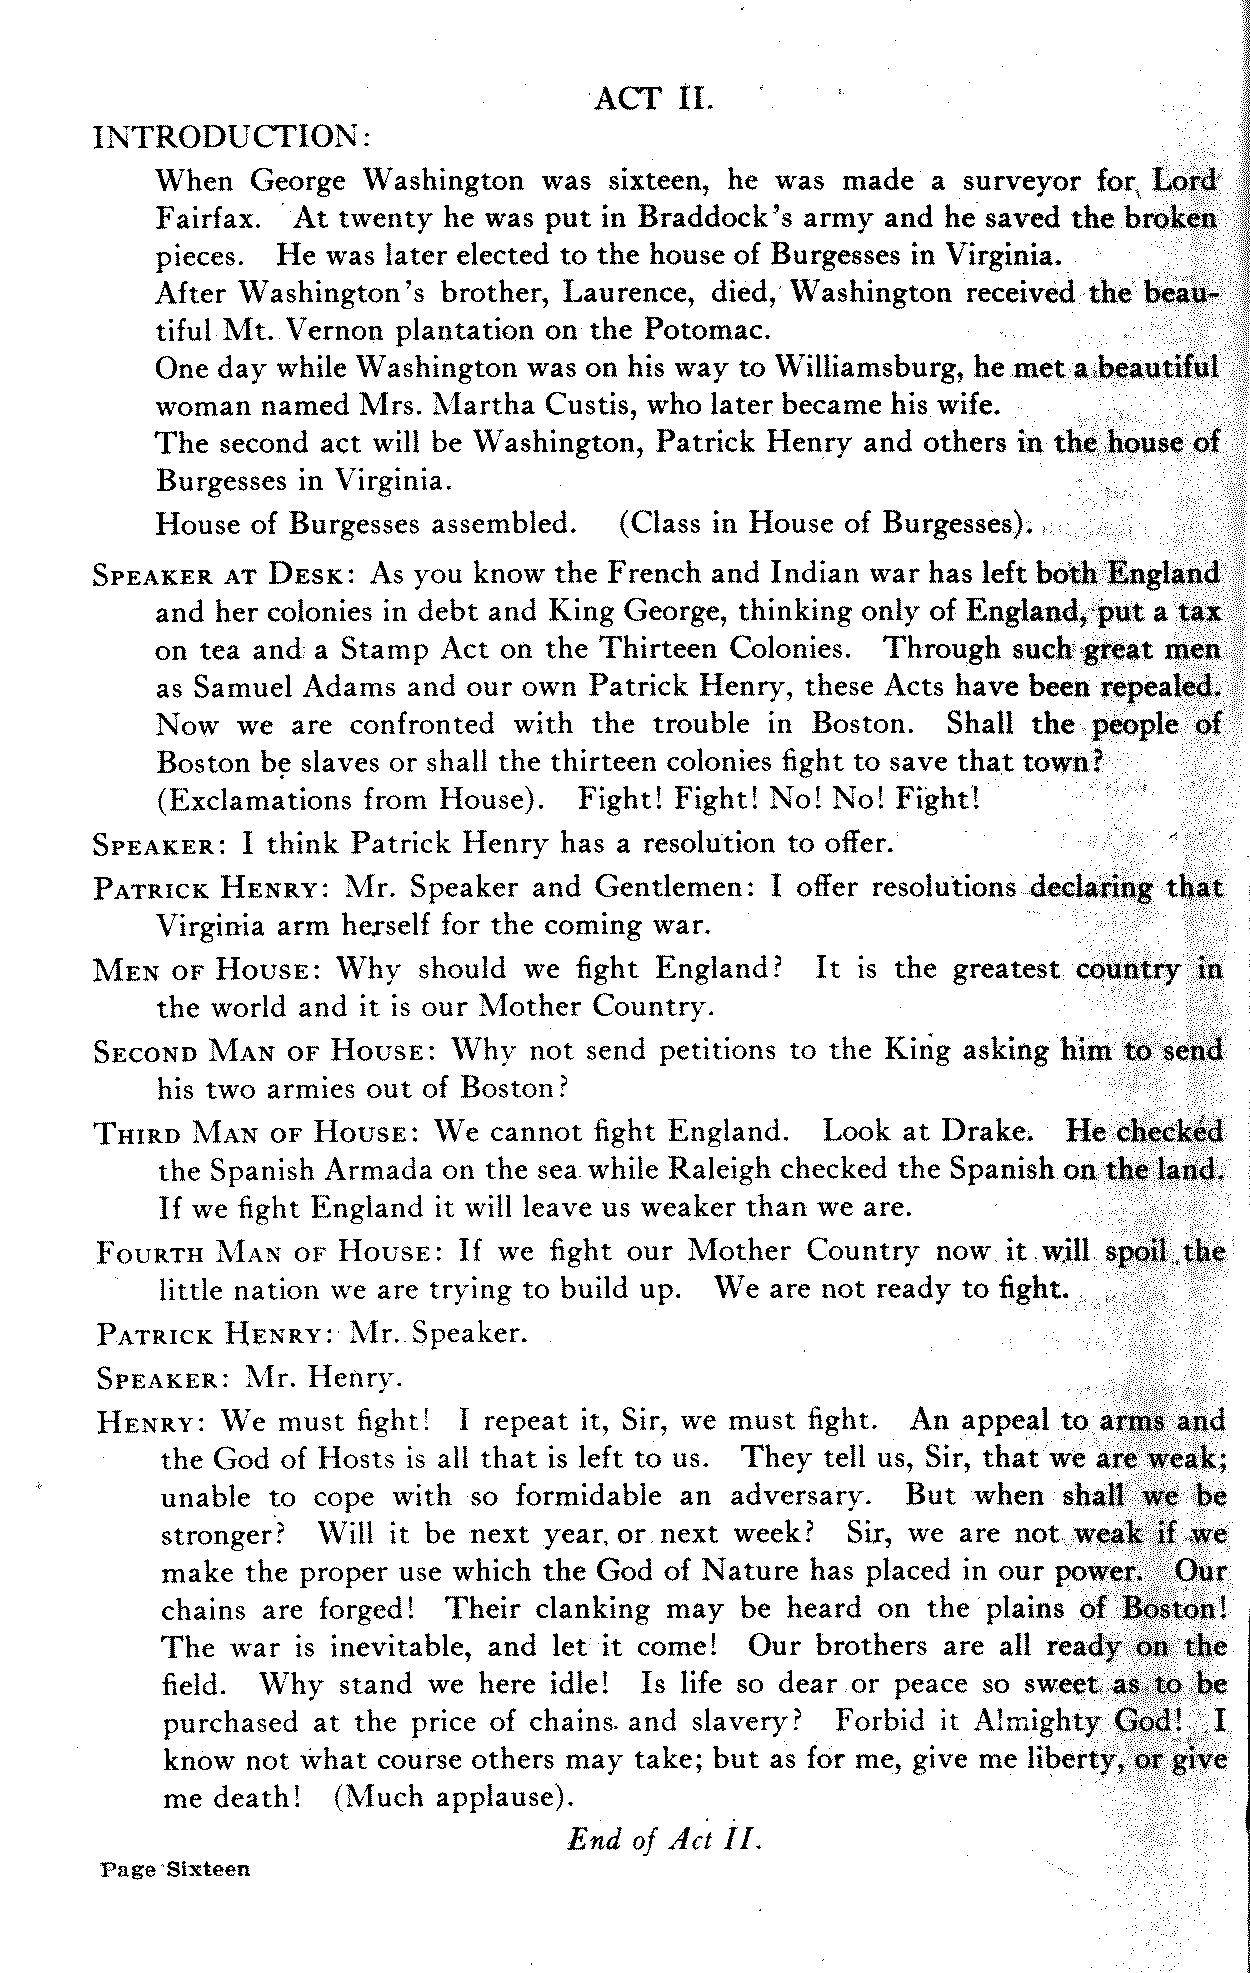 ACT II.
INTRODUCTION:
When George Washington was sixteen, he was made a surveyor for Lord
Fairfax. At twenty he was put in Braddock's army and he saved the broken
pieces. He was later elected to the house of Burgesses in Virginia.
After Washington's brother, Laurence, died, Washington received the beau-
tiful Mt. Vernon plantation on the Potomac.
One day while Washington was on his way to Williamsburg, he met a beautiful
woman named Mrs. Martha Custis, who later became his wife.
The second act will be Washington, Patrick Henry and others in the house of
Burgesses in Virginia.
House of Burgesses assembled. (Class in House of Burgesses).
SPEAKER AT DESK: As you know the French and Indian war has left both England
and her colonies in debt and King George, thinking only of England, put a tax
on tea and a Stamp Act on the Thirteen Colonies. Through such great men
as Samuel Adams and our own Patrick Henry, these Acts have been repealed.
Now we are confronted with the trouble in Boston. Shall the people of
Boston be slaves or shall the thirteen colonies fight to save that town?
(Exclamations from House). Fight! Fight! No! No! Fight!
SPEAKER: I think Patrick Henry has a resolution to offer.
PATRICK HENRY: Mr. Speaker and Gentlemen: I offer resolutions declaring that
Virginia arm herself for the coming war.
MEN OF HOUSE: Why should we fight England? It is the greatest country in
the world and it is our Mother Country.
SECOND MAN OF HOUSE: Why not send petitions to the King asking him to send
his two armies out of Boston?
THIRD MAN OF HOUSE: We cannot fight England. Look at Drake. He checked
the Spanish Armada on the sea while Raleigh checked the Spanish on the land.
If we fight England it will leave us weaker than we are.
FOURTH MAN OF HOUSE: If we fight our Mother Country now it will spoil the
little nation we are trying to build up. We are not ready to fight.
PATRICK HENRY: Mr. Speaker.
SPEAKER: Mr. Henry.
HENRY: We must fight! I repeat it, Sir, we must fight. An appeal to arms and
the God of Hosts is all that is left to us. They tell us, Sir, that we are weak;
unable to cope with so formidable an adversary. But when shall we be
stronger? Will it be next year, or next week? Sir, we are not weak if we
make the proper use which the God of Nature has placed in our power. Our
chains are forged! Their clanking may be heard on the plains of Boston!
The war is inevitable, and let it come! Our brothers are all ready on the
field. Why stand we here idle! Is life so dear or peace so sweet as to be
purchased at the price of chains and slavery? Forbid it Almighty God! I
know not what course others may take; but as for me, give me liberty, or give
me death! (Much applause).
End of Act II.
Page Sixteen